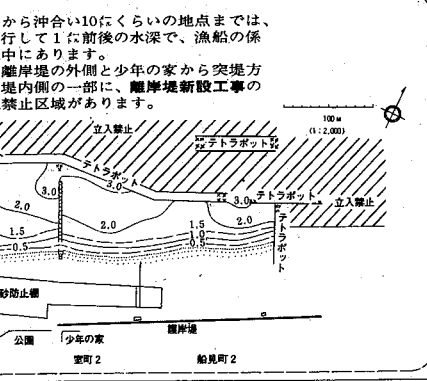 から沖合い10㍍くらいの地点までは、
行して1㍍前後の水深で、漁船の係
中にあります。
離岸堤の外側と少年の家から突堤方
堤内側の一部に、離岸堤新設工事の
禁止区域があります。
100M
(1:2,000)
立入禁止
テトラポット
テトラポット
3.0
3.0
テトラポット
3.0
立入禁止
2.0
2.0
2.0
テトラポット
1.5
1.5
1.0
0.5
0.5
砂防止柵
護岸堤
公園
少年の家
室町2
船見町2